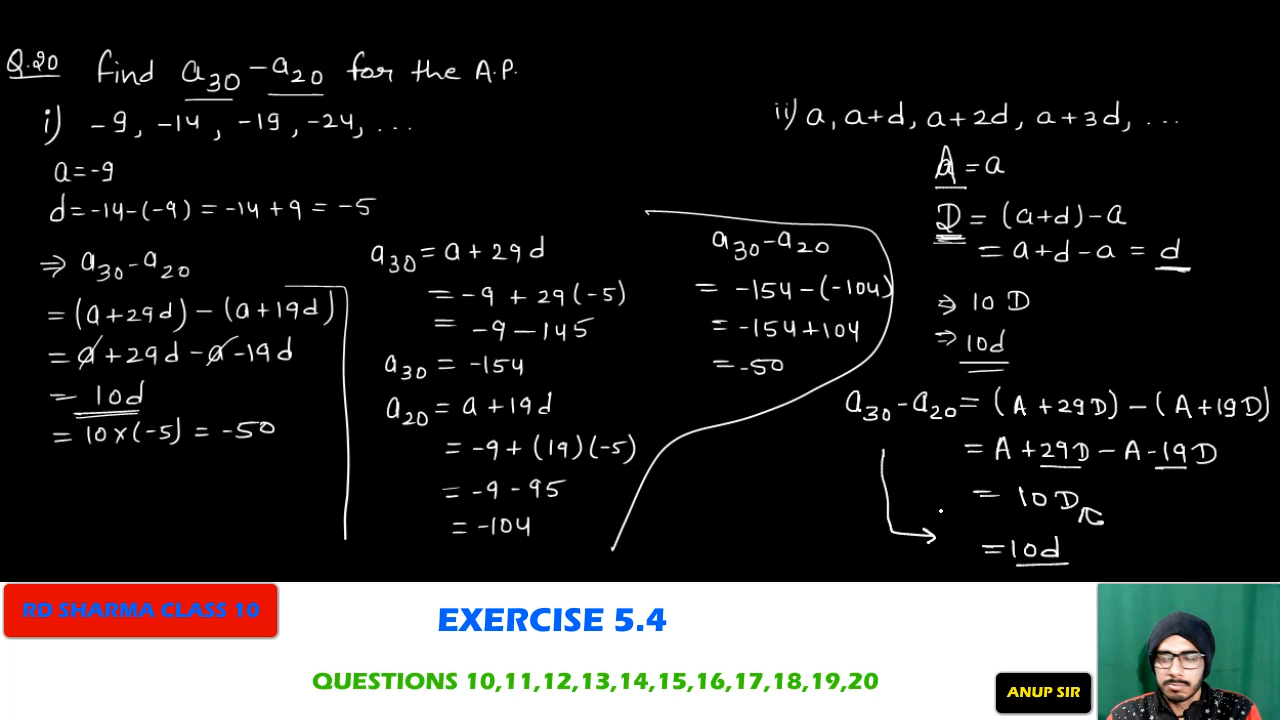 Q.20 Find a₃₀ - a₂₀ for the A.P.
i) -9, -14, -19, -24, ...
a = -9
d = -14-(-9) = -14+9 = -5
⇒ a₃₀ - a₂₀
= (a+29d) - (a+19d)
= a+29d - a-19d
= 10d
= 10×(-5) = -50
a₃₀ = a + 29d
= -9 + 29(-5)
= -9 - 145
a₃₀ = -154
a₂₀ = a + 19d
= -9 + (19)(-5)
= -9 - 95
= -104
a₃₀ - a₂₀
= -154 - (-104)
= -154 + 104
= -50
ii) a, a+d, a+2d, a+3d, ...
A = a
D = (a+d) - a
= a+d-a = d
⇒ 10 D
⇒ 10d
a₃₀ - a₂₀ = (A+29D) - (A+19D)
= A + 29D - A - 19D
= 10D
= 10d
RD SHARMA CLASS 10
EXERCISE 5.4
QUESTIONS 10,11,12,13,14,15,16,17,18,19,20
ANUP SIR